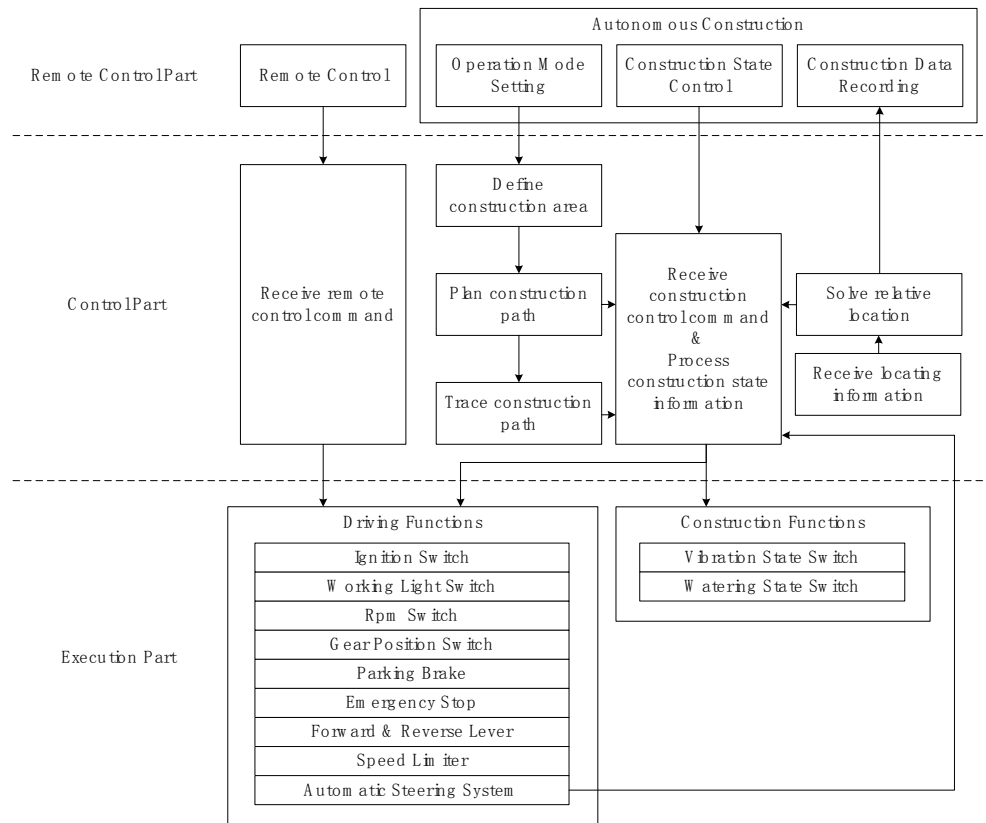 Autonomous Construction
Remote Control Part
Remote Control
Operation Mode
Setting
Construction State
Control
Construction Data
Recording
Control Part
Receive remote
control command
Define
construction area
Plan construction
path
Trace construction
path
Receive
construction
control command
&
Process
construction state
information
Solve relative
location
Receive locating
information
Execution Part
Driving Functions
Ignition Switch
Working Light Switch
Rpm Switch
Gear Position Switch
Parking Brake
Emergency Stop
Forward & Reverse Lever
Speed Limiter
Automatic Steering System
Construction Functions
Vibration State Switch
Watering State Switch